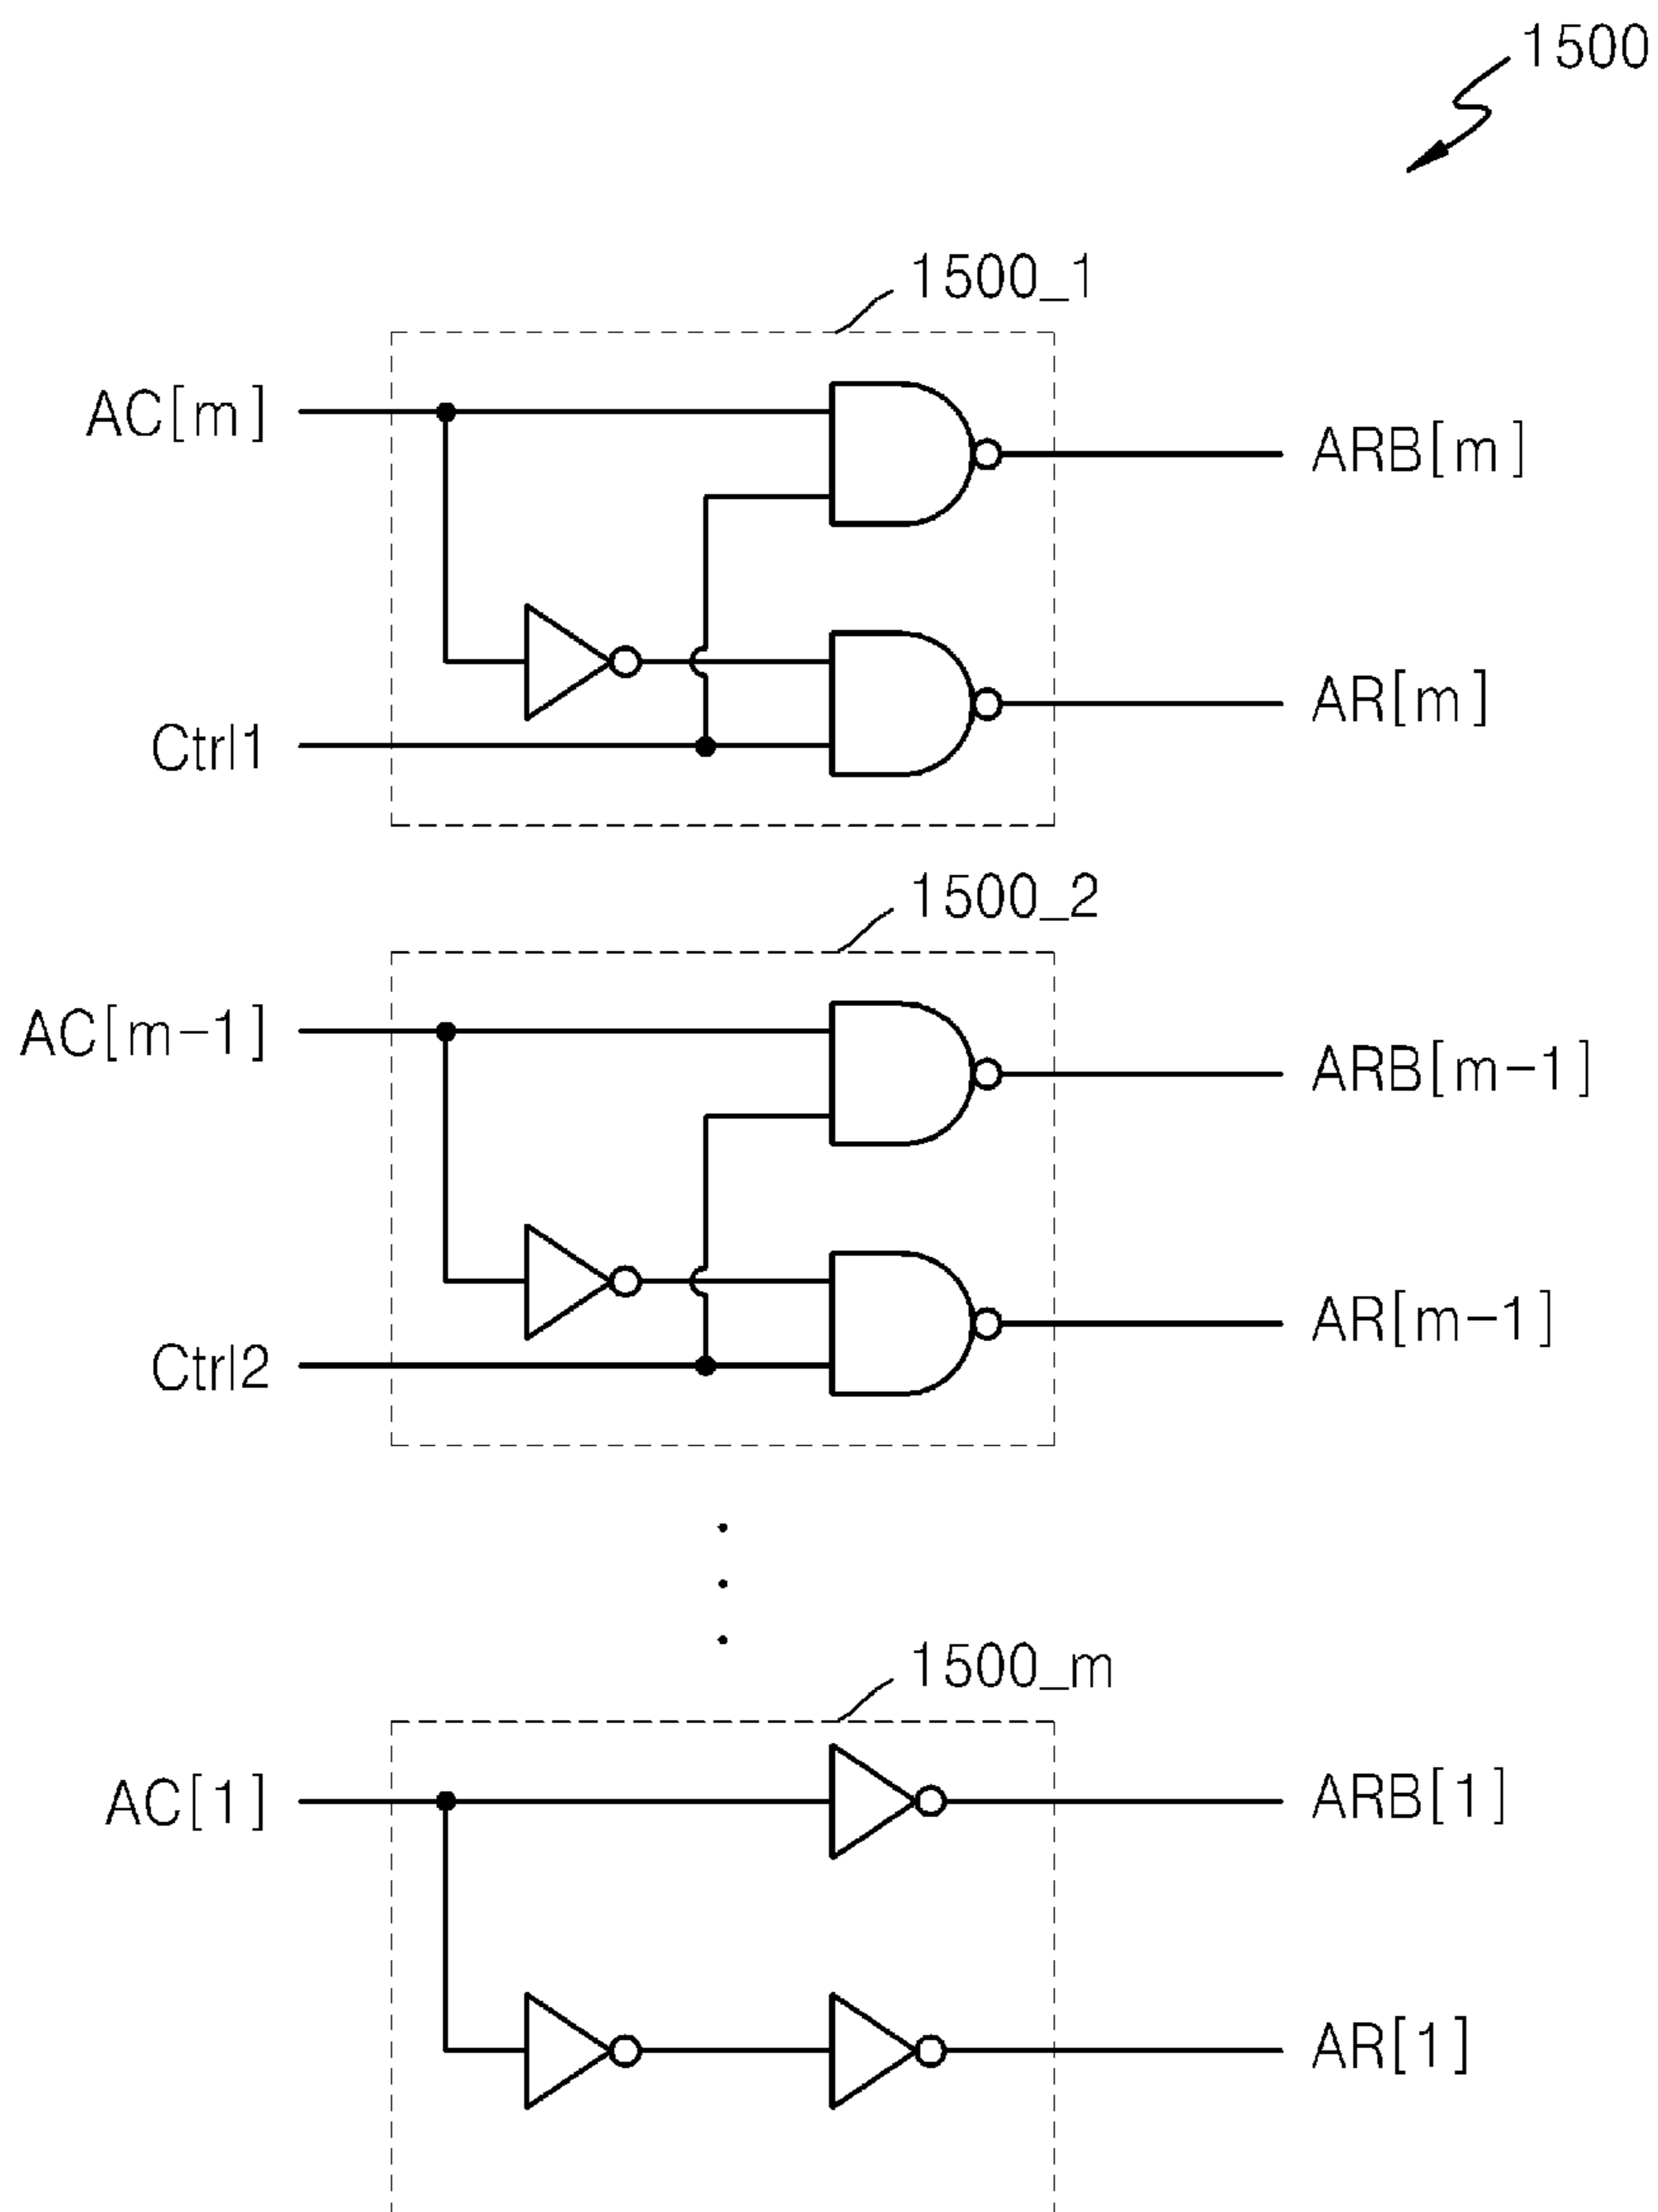 1500
1500_1
AC[m]
ARB[m]
AR[m]
Ctrl1
1500_2
AC[m-1]
ARB[m-1]
AR[m-1]
Ctrl2
1500_m
AC[1]
ARB[1]
AR[1]